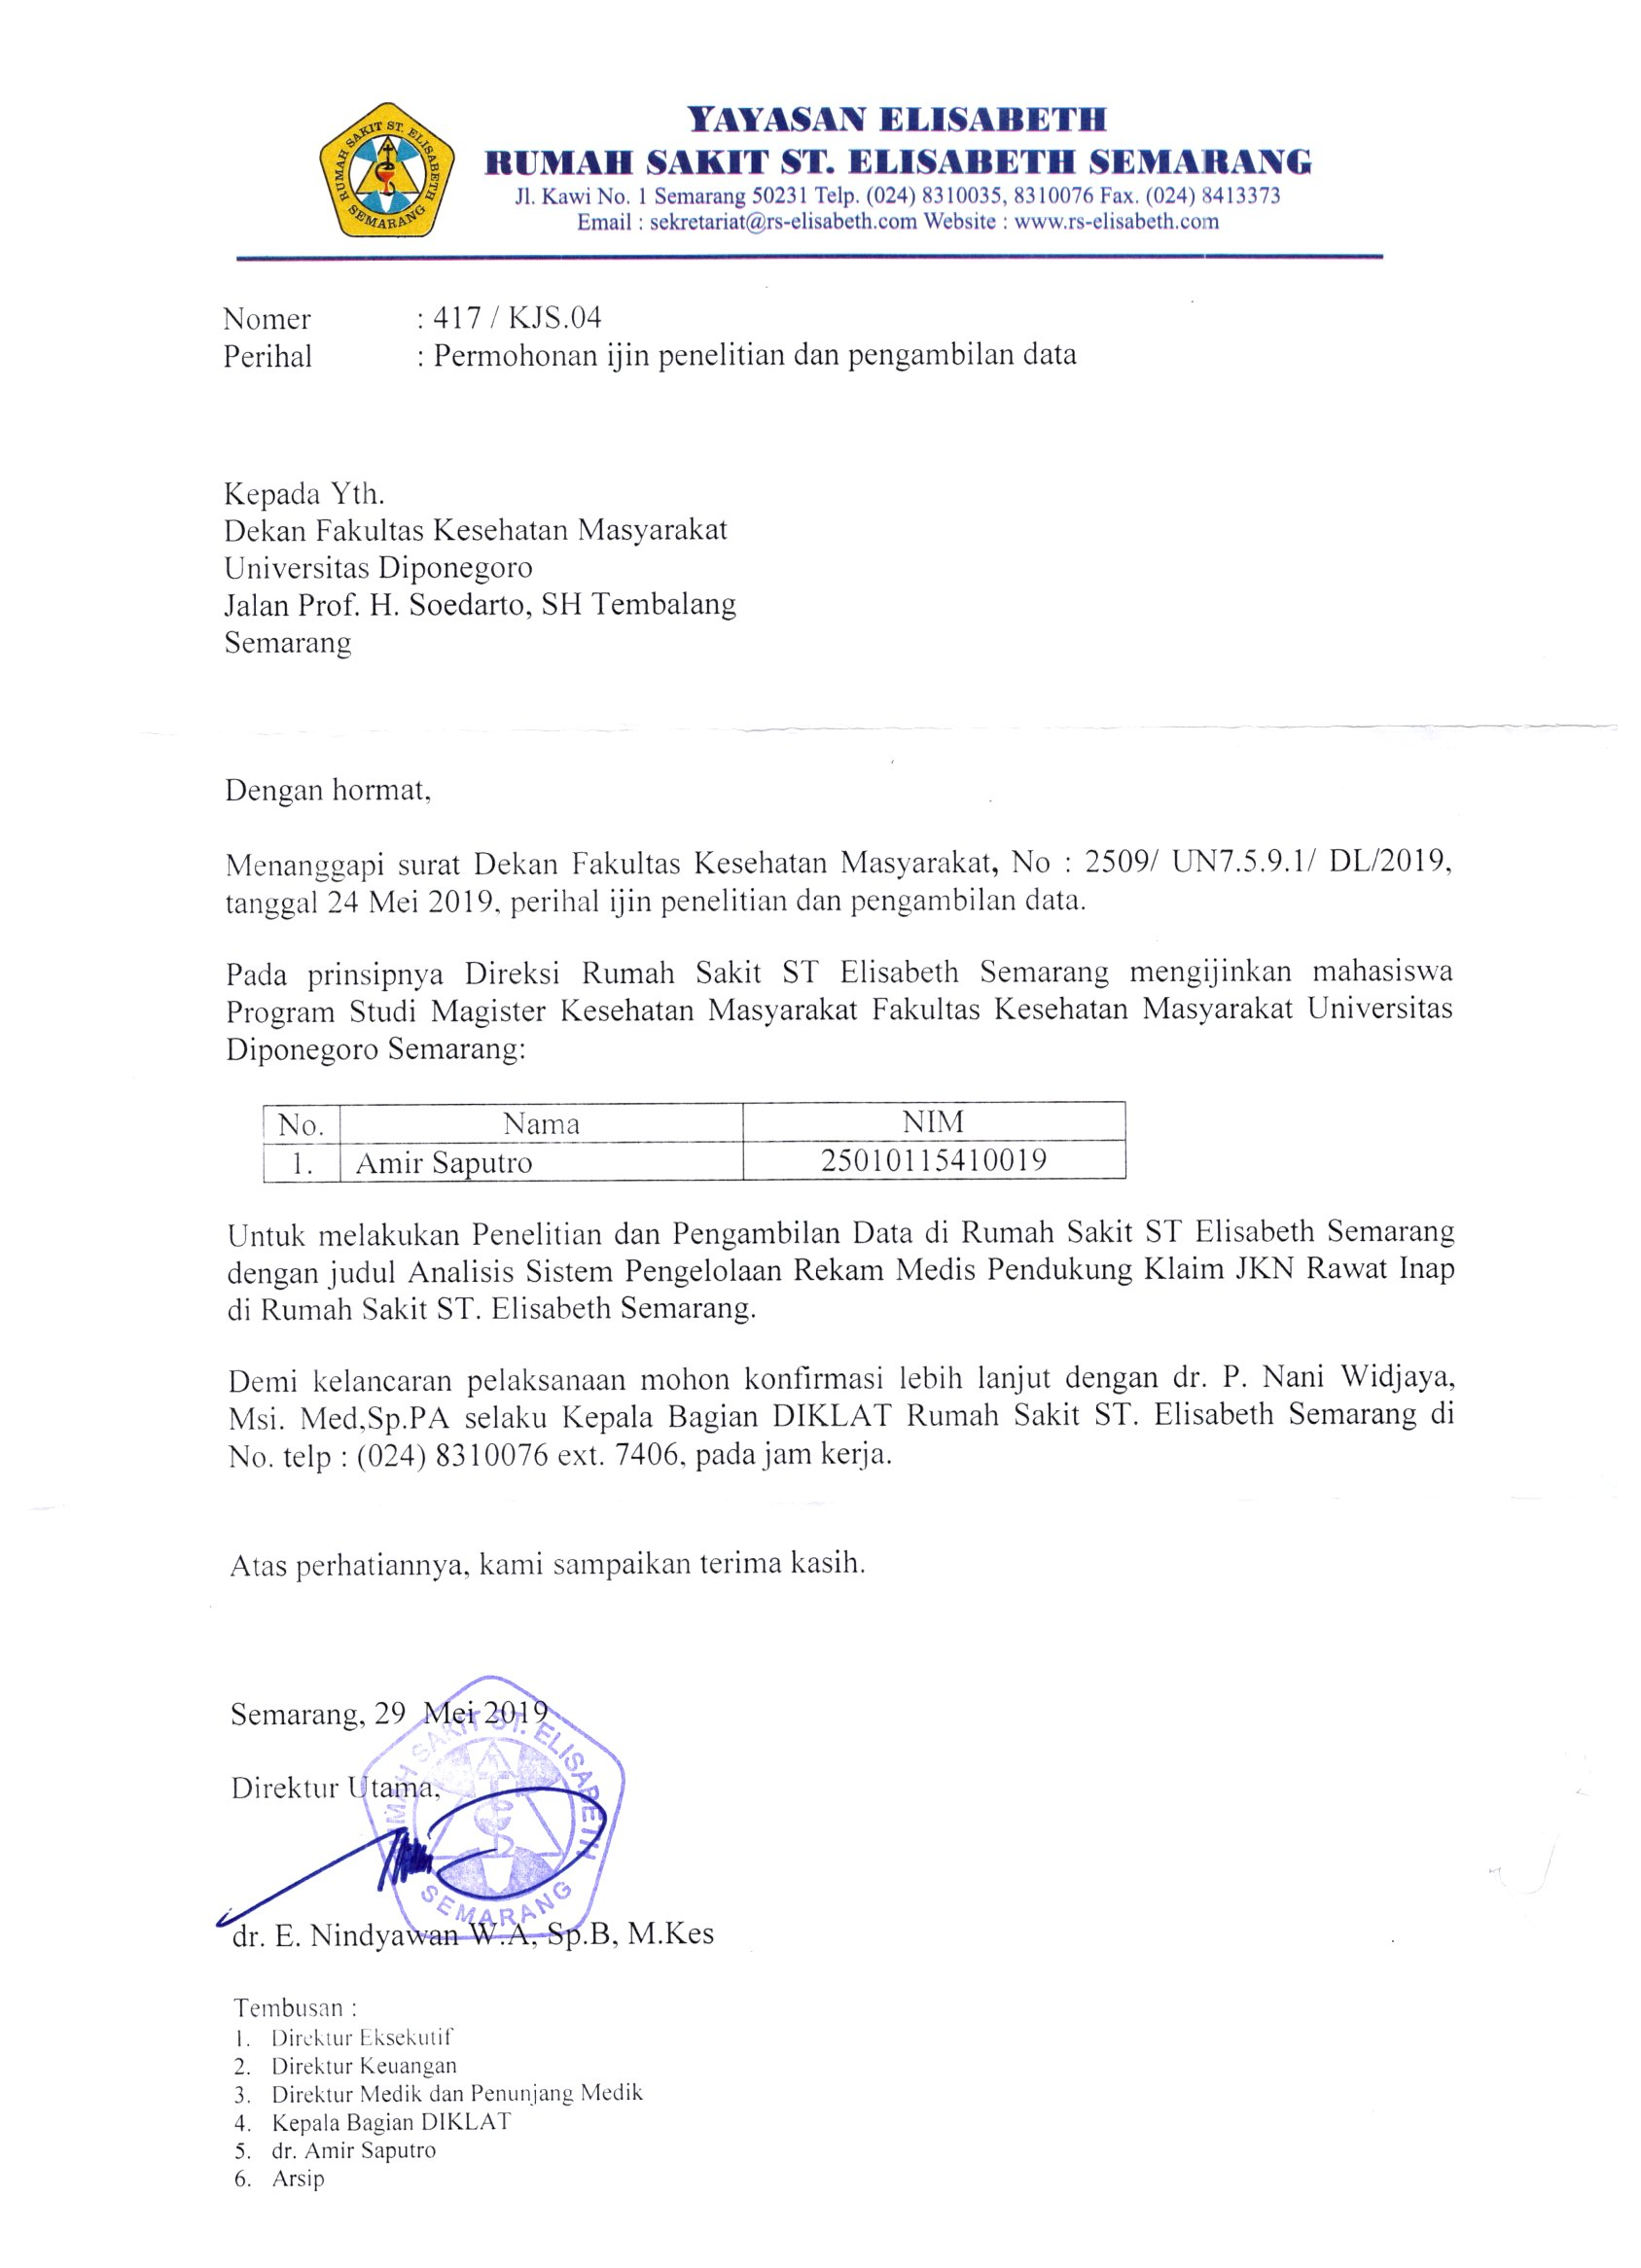 RUMAH SAKIT ST. ELISABETH
SEMARANG
YAYASAN ELISABETH
RUMAH SAKIT ST. ELISABETH SEMARANG
Jl. Kawi No. 1 Semarang 50231 Telp. (024) 8310035, 8310076 Fax. (024) 8413373
Email : sekretariat@rs-elisabeth.com Website : www.rs-elisabeth.com
Nomer : 417 / KJS.04
Perihal : Permohonan ijin penelitian dan pengambilan data
Kepada Yth.
Dekan Fakultas Kesehatan Masyarakat
Universitas Diponegoro
Jalan Prof. H. Soedarto, SH Tembalang
Semarang
Dengan hormat,
Menanggapi surat Dekan Fakultas Kesehatan Masyarakat, No : 2509/ UN7.5.9.1/ DL/2019,
tanggal 24 Mei 2019, perihal ijin penelitian dan pengambilan data.
Pada prinsipnya Direksi Rumah Sakit ST Elisabeth Semarang mengijinkan mahasiswa
Program Studi Magister Kesehatan Masyarakat Fakultas Kesehatan Masyarakat Universitas
Diponegoro Semarang:
No. Nama NIM
1. Amir Saputro 25010115410019
Untuk melakukan Penelitian dan Pengambilan Data di Rumah Sakit ST Elisabeth Semarang
dengan judul Analisis Sistem Pengelolaan Rekam Medis Pendukung Klaim JKN Rawat Inap
di Rumah Sakit ST. Elisabeth Semarang.
Demi kelancaran pelaksanaan mohon konfirmasi lebih lanjut dengan dr. P. Nani Widjaya,
Msi. Med,Sp.PA selaku Kepala Bagian DIKLAT Rumah Sakit ST. Elisabeth Semarang di
No. telp : (024) 8310076 ext. 7406, pada jam kerja.
Atas perhatiannya, kami sampaikan terima kasih.
Semarang, 29 Mei 2019
Direktur Utama,
SAKIT ST. ELISABETH
SEMARANG
dr. E. Nindyawan W.A, Sp.B, M.Kes
Tembusan :
1. Direktur Eksekutif
2. Direktur Keuangan
3. Direktur Medik dan Penunjang Medik
4. Kepala Bagian DIKLAT
5. dr. Amir Saputro
6. Arsip